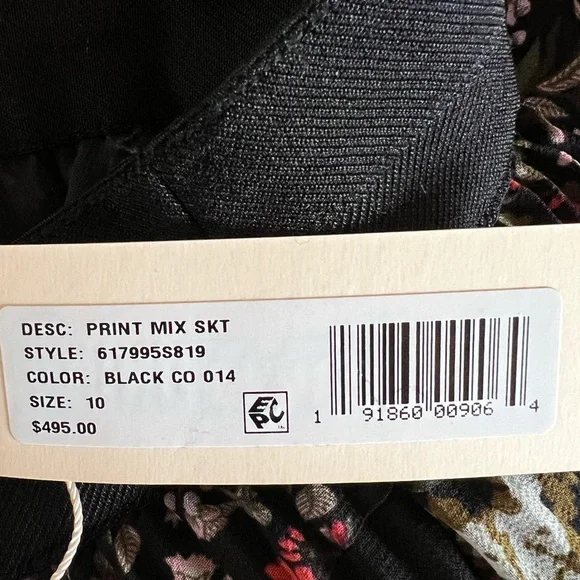 DESC: PRINT MIX SKT
STYLE: 617995S819
COLOR: BLACK CO 014
SIZE: 10
$495.00
EPC
1 91860 00906 4